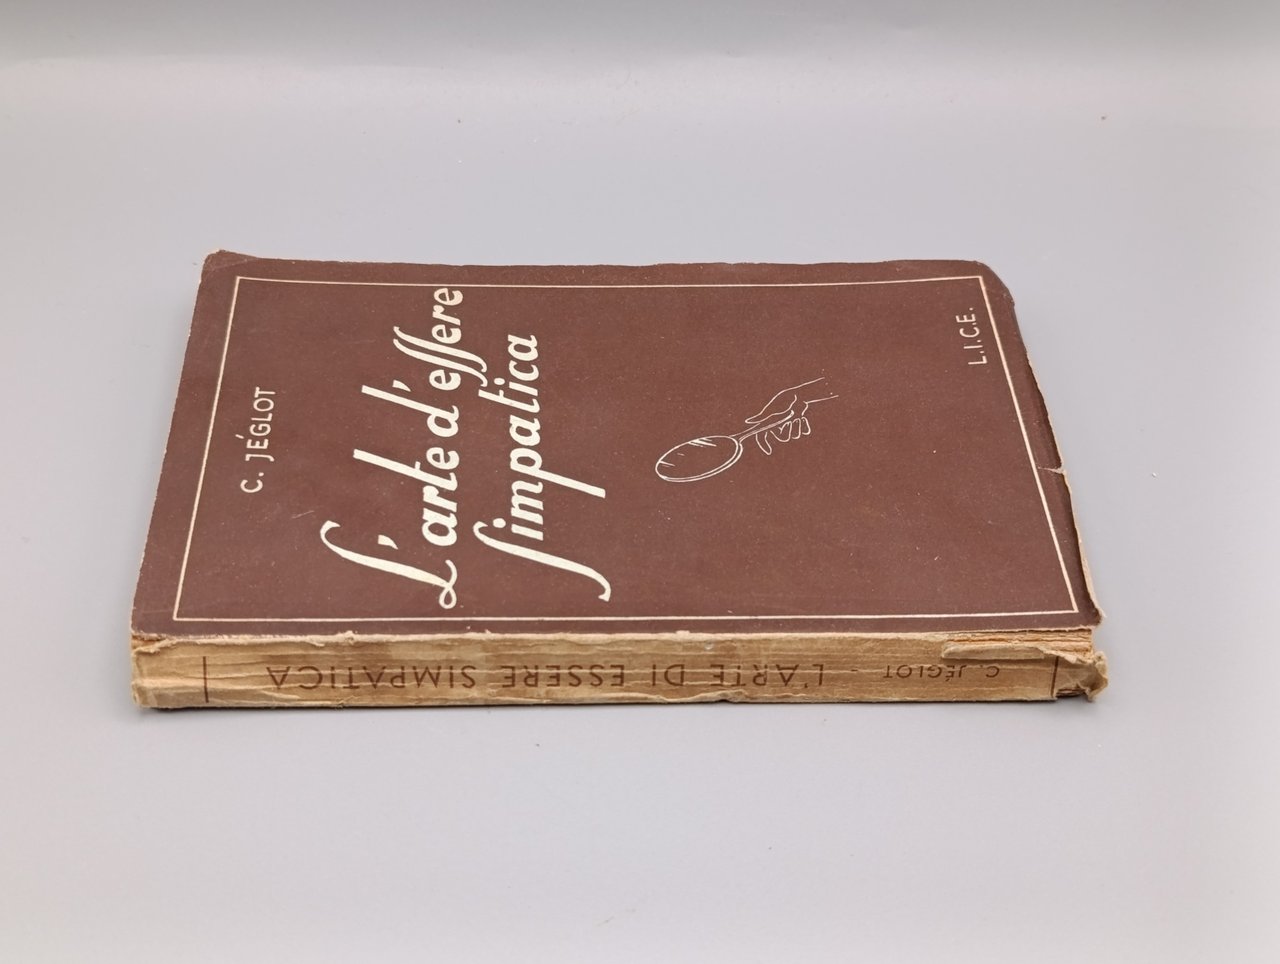 C. JÉGLOT
L'arte d'essere
simpatica
L.I.C.E.
C. JÉGLOT - L'ARTE DI ESSERE SIMPATICA